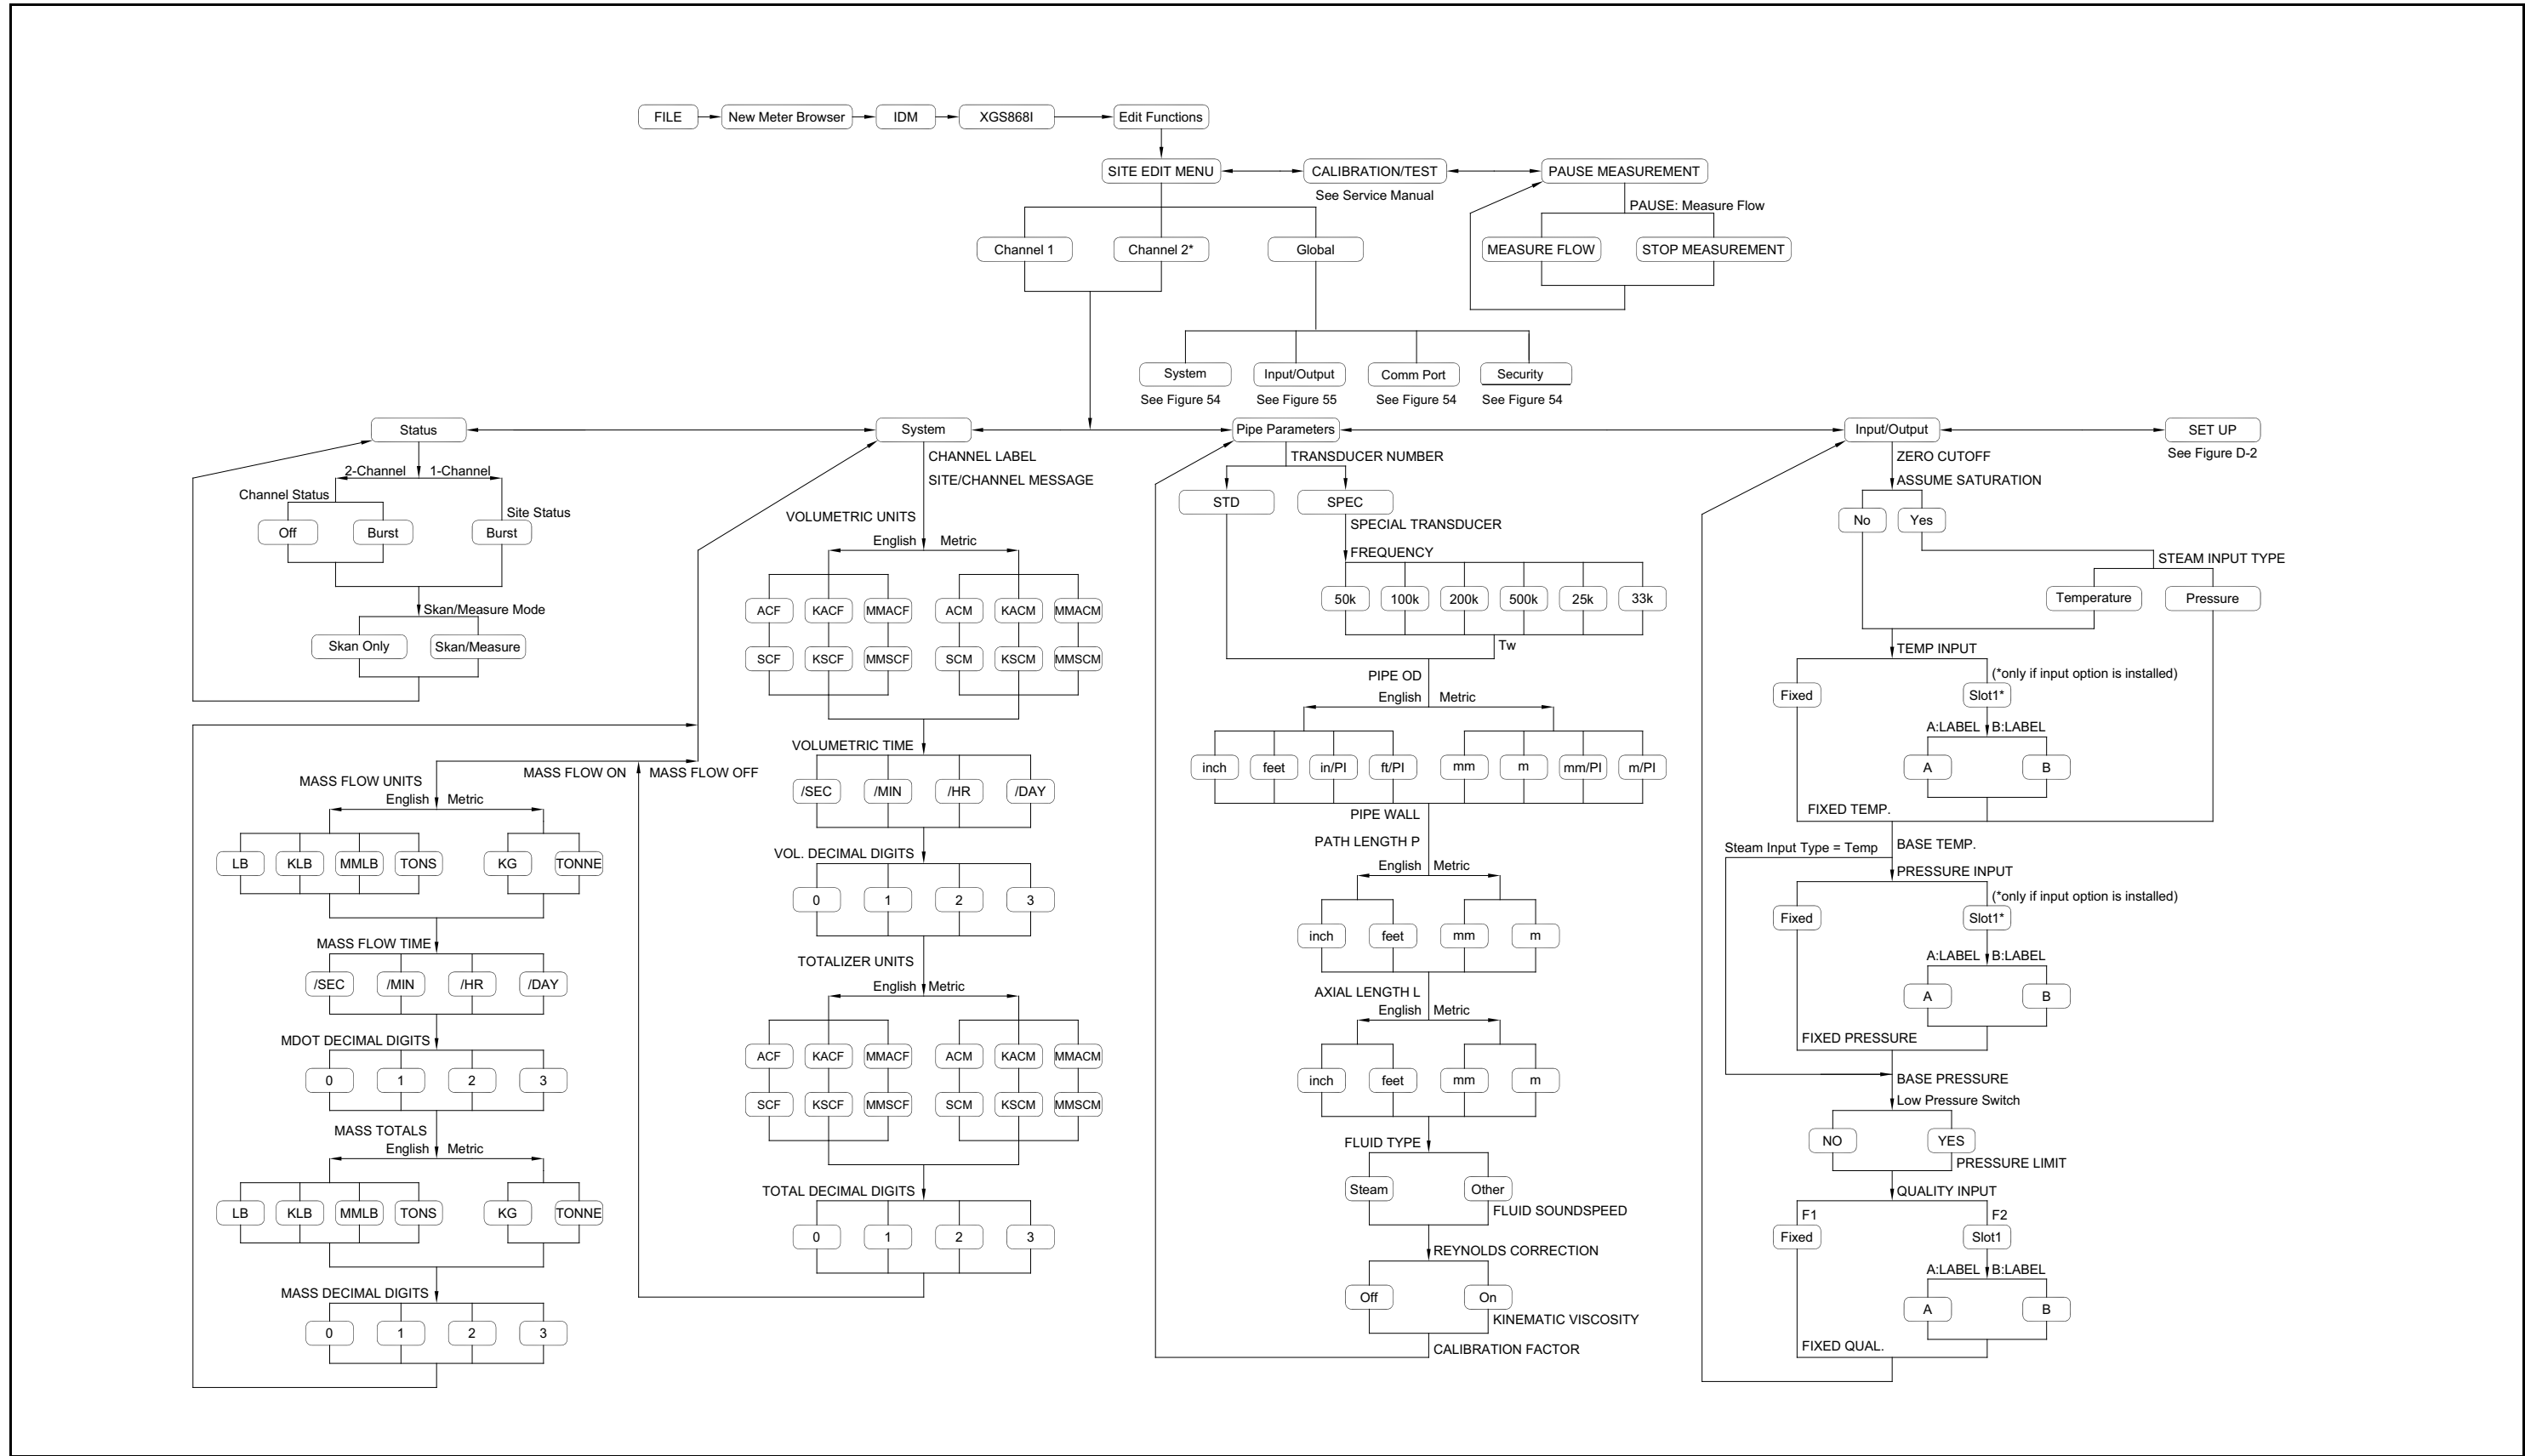 FILE
New Meter Browser
IDM
XGS868I
Edit Functions
SITE EDIT MENU
CALIBRATION/TEST
PAUSE MEASUREMENT
See Service Manual
PAUSE: Measure Flow
Channel 1
Channel 2*
Global
MEASURE FLOW
STOP MEASUREMENT
System
Input/Output
Comm Port
Security
See Figure 54
See Figure 55
See Figure 54
See Figure 54
Status
System
Pipe Parameters
Input/Output
SET UP
See Figure D-2
2-Channel
1-Channel
Channel Status
Site Status
Off
Burst
Burst
Skan/Measure Mode
Skan Only
Skan/Measure
CHANNEL LABEL
SITE/CHANNEL MESSAGE
VOLUMETRIC UNITS
English
Metric
ACF
KACF
MMACF
ACM
KACM
MMACM
SCF
KSCF
MMSCF
SCM
KSCM
MMSCM
VOLUMETRIC TIME
/SEC
/MIN
/HR
/DAY
VOL. DECIMAL DIGITS
0
1
2
3
TOTALIZER UNITS
English
Metric
ACF
KACF
MMACF
ACM
KACM
MMACM
SCF
KSCF
MMSCF
SCM
KSCM
MMSCM
TOTAL DECIMAL DIGITS
0
1
2
3
MASS FLOW ON
MASS FLOW OFF
MASS FLOW UNITS
English
Metric
LB
KLB
MMLB
TONS
KG
TONNE
MASS FLOW TIME
/SEC
/MIN
/HR
/DAY
MDOT DECIMAL DIGITS
0
1
2
3
MASS TOTALS
English
Metric
LB
KLB
MMLB
TONS
KG
TONNE
MASS DECIMAL DIGITS
0
1
2
3
TRANSDUCER NUMBER
STD
SPEC
SPECIAL TRANSDUCER
FREQUENCY
50k
100k
200k
500k
25k
33k
Tw
PIPE OD
English
Metric
inch
feet
in/PI
ft/PI
mm
m
mm/PI
m/PI
PIPE WALL
PATH LENGTH P
English
Metric
inch
feet
mm
m
AXIAL LENGTH L
English
Metric
inch
feet
mm
m
FLUID TYPE
Steam
Other
FLUID SOUNDSPEED
REYNOLDS CORRECTION
Off
On
KINEMATIC VISCOSITY
CALIBRATION FACTOR
ZERO CUTOFF
ASSUME SATURATION
No
Yes
STEAM INPUT TYPE
Temperature
Pressure
TEMP INPUT
(*only if input option is installed)
Fixed
Slot1*
A:LABEL
B:LABEL
A
B
FIXED TEMP.
BASE TEMP.
Steam Input Type = Temp
PRESSURE INPUT
(*only if input option is installed)
Fixed
Slot1*
A:LABEL
B:LABEL
A
B
FIXED PRESSURE
BASE PRESSURE
Low Pressure Switch
NO
YES
PRESSURE LIMIT
QUALITY INPUT
F1
F2
Fixed
Slot1
A:LABEL
B:LABEL
A
B
FIXED QUAL.